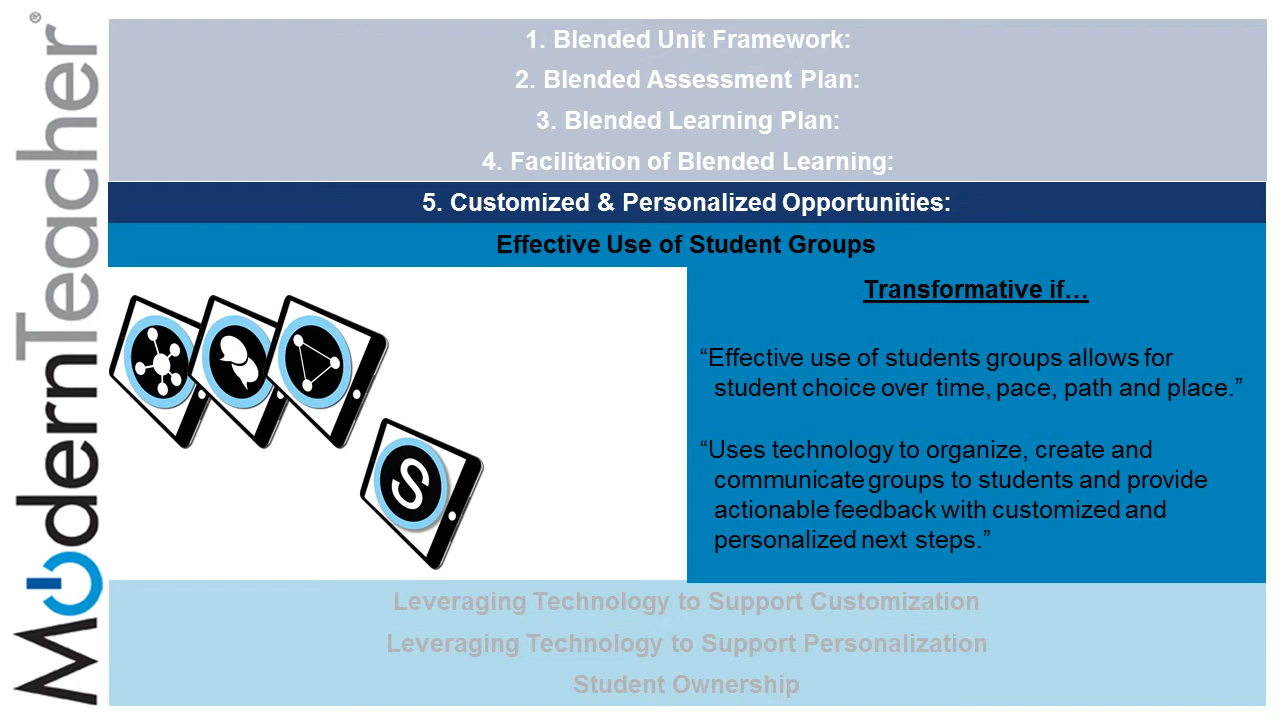 ModernTeacher®
1. Blended Unit Framework:
2. Blended Assessment Plan:
3. Blended Learning Plan:
4. Facilitation of Blended Learning:
5. Customized & Personalized Opportunities:
Effective Use of Student Groups
Transformative if…
“Effective use of students groups allows for
student choice over time, pace, path and place.”
“Uses technology to organize, create and
communicate groups to students and provide
actionable feedback with customized and
personalized next steps.”
S
Leveraging Technology to Support Customization
Leveraging Technology to Support Personalization
Student Ownership